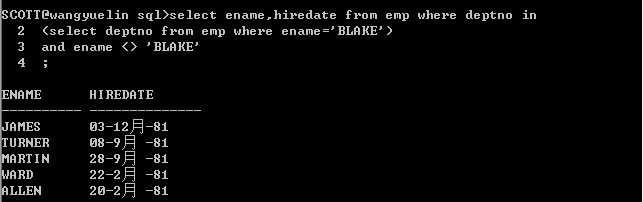 SCOTT@wangyuelin sql>select ename,hiredate from emp where deptno in
  2  (select deptno from emp where ename='BLAKE')
  3  and ename <> 'BLAKE'
  4  ;
ENAME      HIREDATE
---------- --------------
JAMES      03-12月-81
TURNER     08-9月 -81
MARTIN     28-9月 -81
WARD       22-2月 -81
ALLEN      20-2月 -81